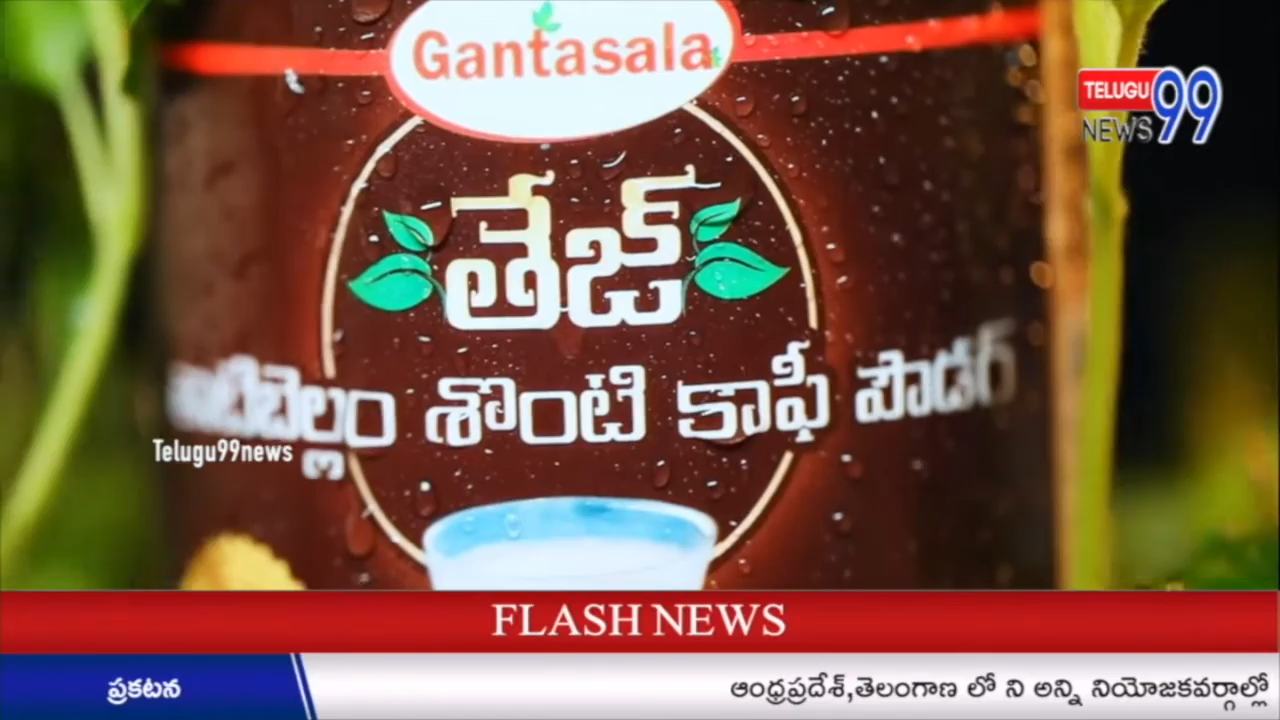 Gantasala
TELUGU
NEWS 99
తేజ్
శొంటి కాఫీ పౌడర్
Telugu99news
FLASH NEWS
ప్రకటన
ఆంధ్రప్రదేశ్,తెలంగాణ లో ని అన్ని నియోజకవర్గాల్లో